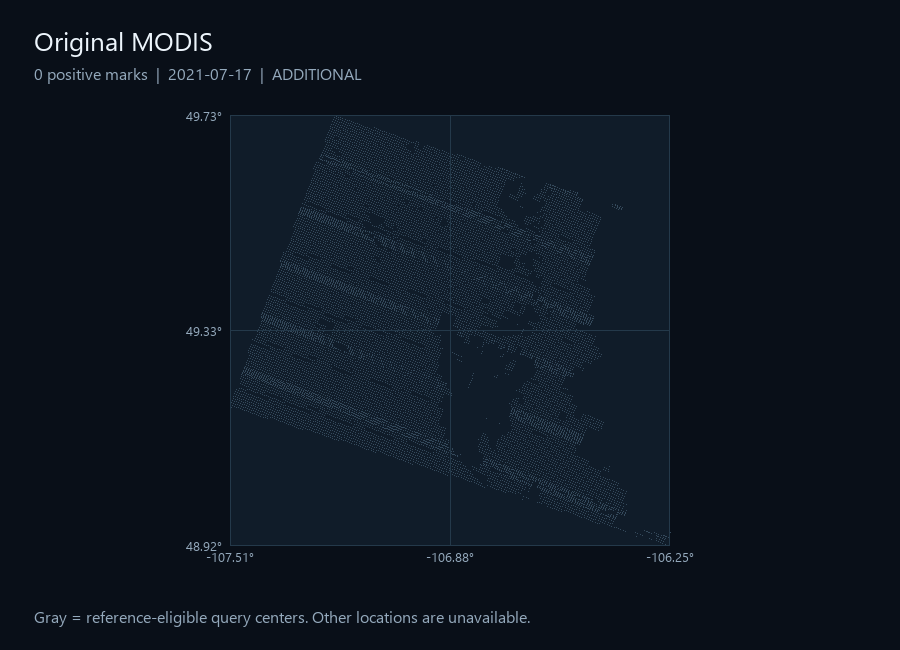 Original MODIS
0 positive marks | 2021-07-17 | ADDITIONAL
49.73°
49.33°
48.92°
-107.51° -106.88° -106.25°
Gray = reference-eligible query centers. Other locations are unavailable.